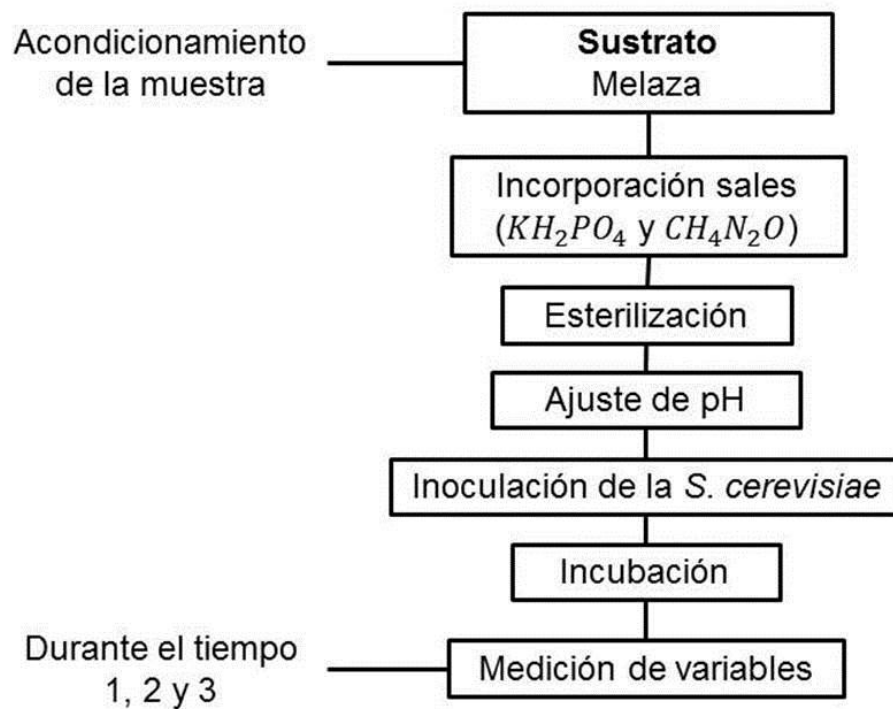 Acondicionamiento
de la muestra
Sustrato
Melaza
Incorporación sales
(KH₂PO₄ y CH₄N₂O)
Esterilización
Ajuste de pH
Inoculación de la S. cerevisiae
Incubación
Durante el tiempo
1, 2 y 3
Medición de variables